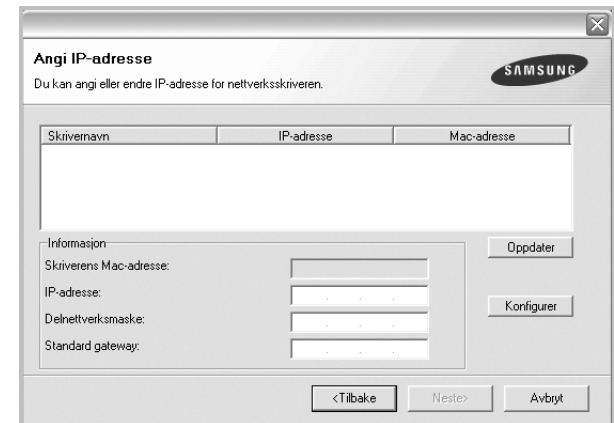 Angi IP-adresse
Du kan angi eller endre IP-adresse for nettverksskriveren.
SAMSUNG
Skrivernavn IP-adresse Mac-adresse
Informasjon
Oppdater
Skriverens Mac-adresse:
IP-adresse:
Konfigurer
Delnettverksmaske:
Standard gateway:
<Tilbake Neste> Avbryt